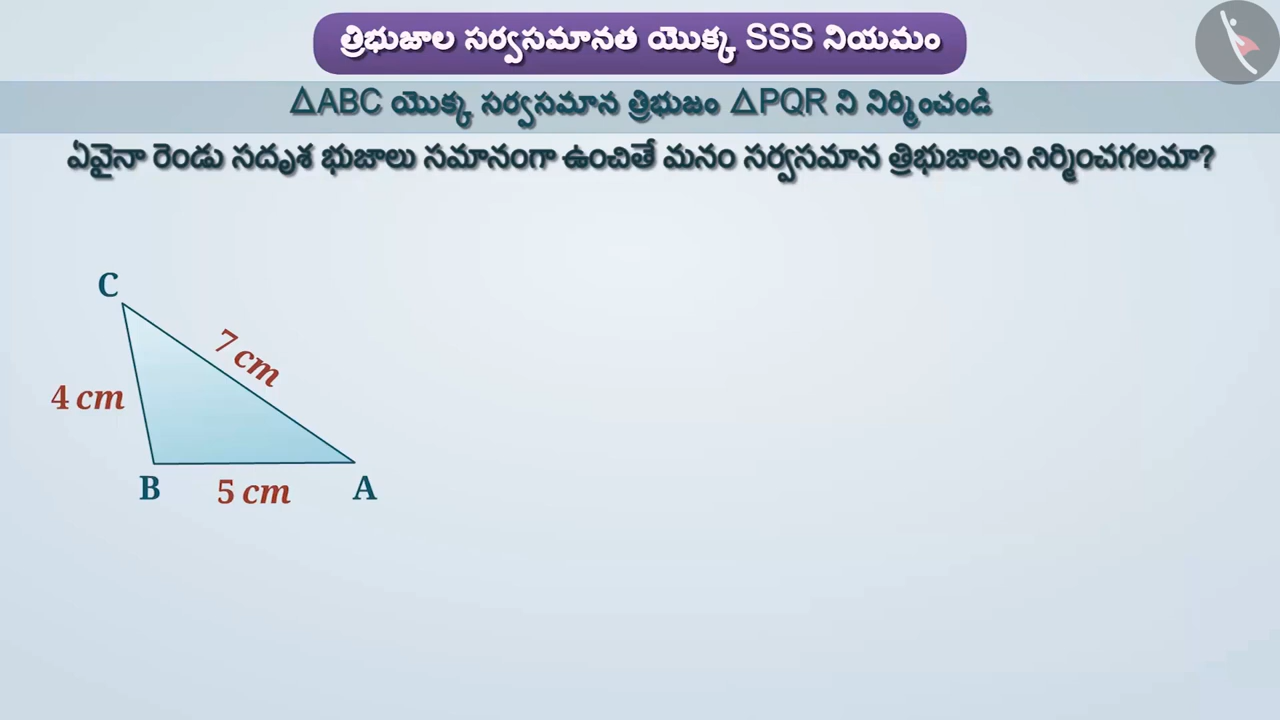 త్రిభుజాల సర్వసమానత యొక్క SSS నియమం
△ABC యొక్క సర్వసమాన త్రిభుజం △PQR ని నిర్మించండి
ఏవైనా రెండు సదృశ భుజాలు సమానంగా ఉంచితే మనం సర్వసమాన త్రిభుజాలని నిర్మించగలమా?
C
7 cm
4 cm
B
5 cm
A